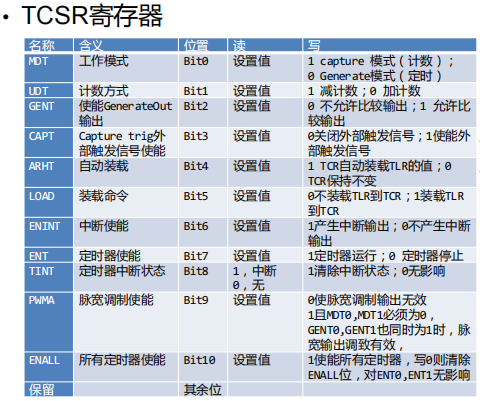 • TCSR寄存器
名称 含义 位置 读 写
MDT 工作模式 Bit0 设置值 1 capture 模式（计数）；
0 Generate模式（定时）
UDT 计数方式 Bit1 设置值 1 减计数；0 加计数
GENT 使能GenerateOut 输出 Bit2 设置值 0 不允许比较输出；1 允许比
较输出
CAPT Capture trig外 部触发信号使能 Bit3 设置值 0关闭外部触发信号；1使能外
部触发信号
ARHT 自动装载 Bit4 设置值 1 TCR自动装载TLR的值；0
TCR保持不变
LOAD 装载命令 Bit5 设置值 0不装载TLR到TCR；1装载TLR
到TCR
ENINT 中断使能 Bit6 设置值 1产生中断输出；0不产生中断
输出
ENT 定时器使能 Bit7 设置值 1定时器运行；0 定时器停止
TINT 定时器中断状态 Bit8 1，中断 0，无 1清除中断状态；0无影响
PWMA 脉宽调制使能 Bit9 设置值 0使脉宽调制输出无效
1且MDT0,MDT1必须为0，
GENT0,GENT1也同时为1时，脉
宽输出调致有效，
ENALL 所有定时器使能 Bit10 设置值 1使能所有定时器，写0则清除
ENALL位，对ENT0,ENT1无影响
保留 其余位